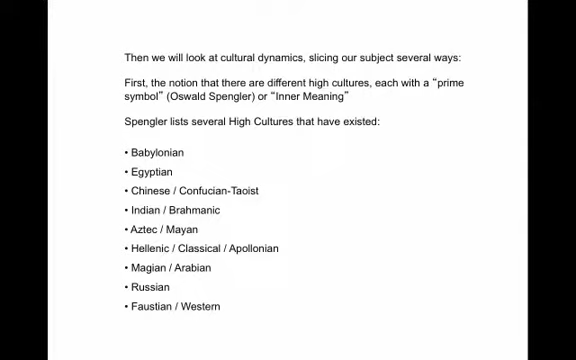 Then we will look at cultural dynamics, slicing our subject several ways:
First, the notion that there are different high cultures, each with a “prime
symbol” (Oswald Spengler) or “Inner Meaning”
Spengler lists several High Cultures that have existed:
• Babylonian
• Egyptian
• Chinese / Confucian-Taoist
• Indian / Brahmanic
• Aztec / Mayan
• Hellenic / Classical / Apollonian
• Magian / Arabian
• Russian
• Faustian / Western